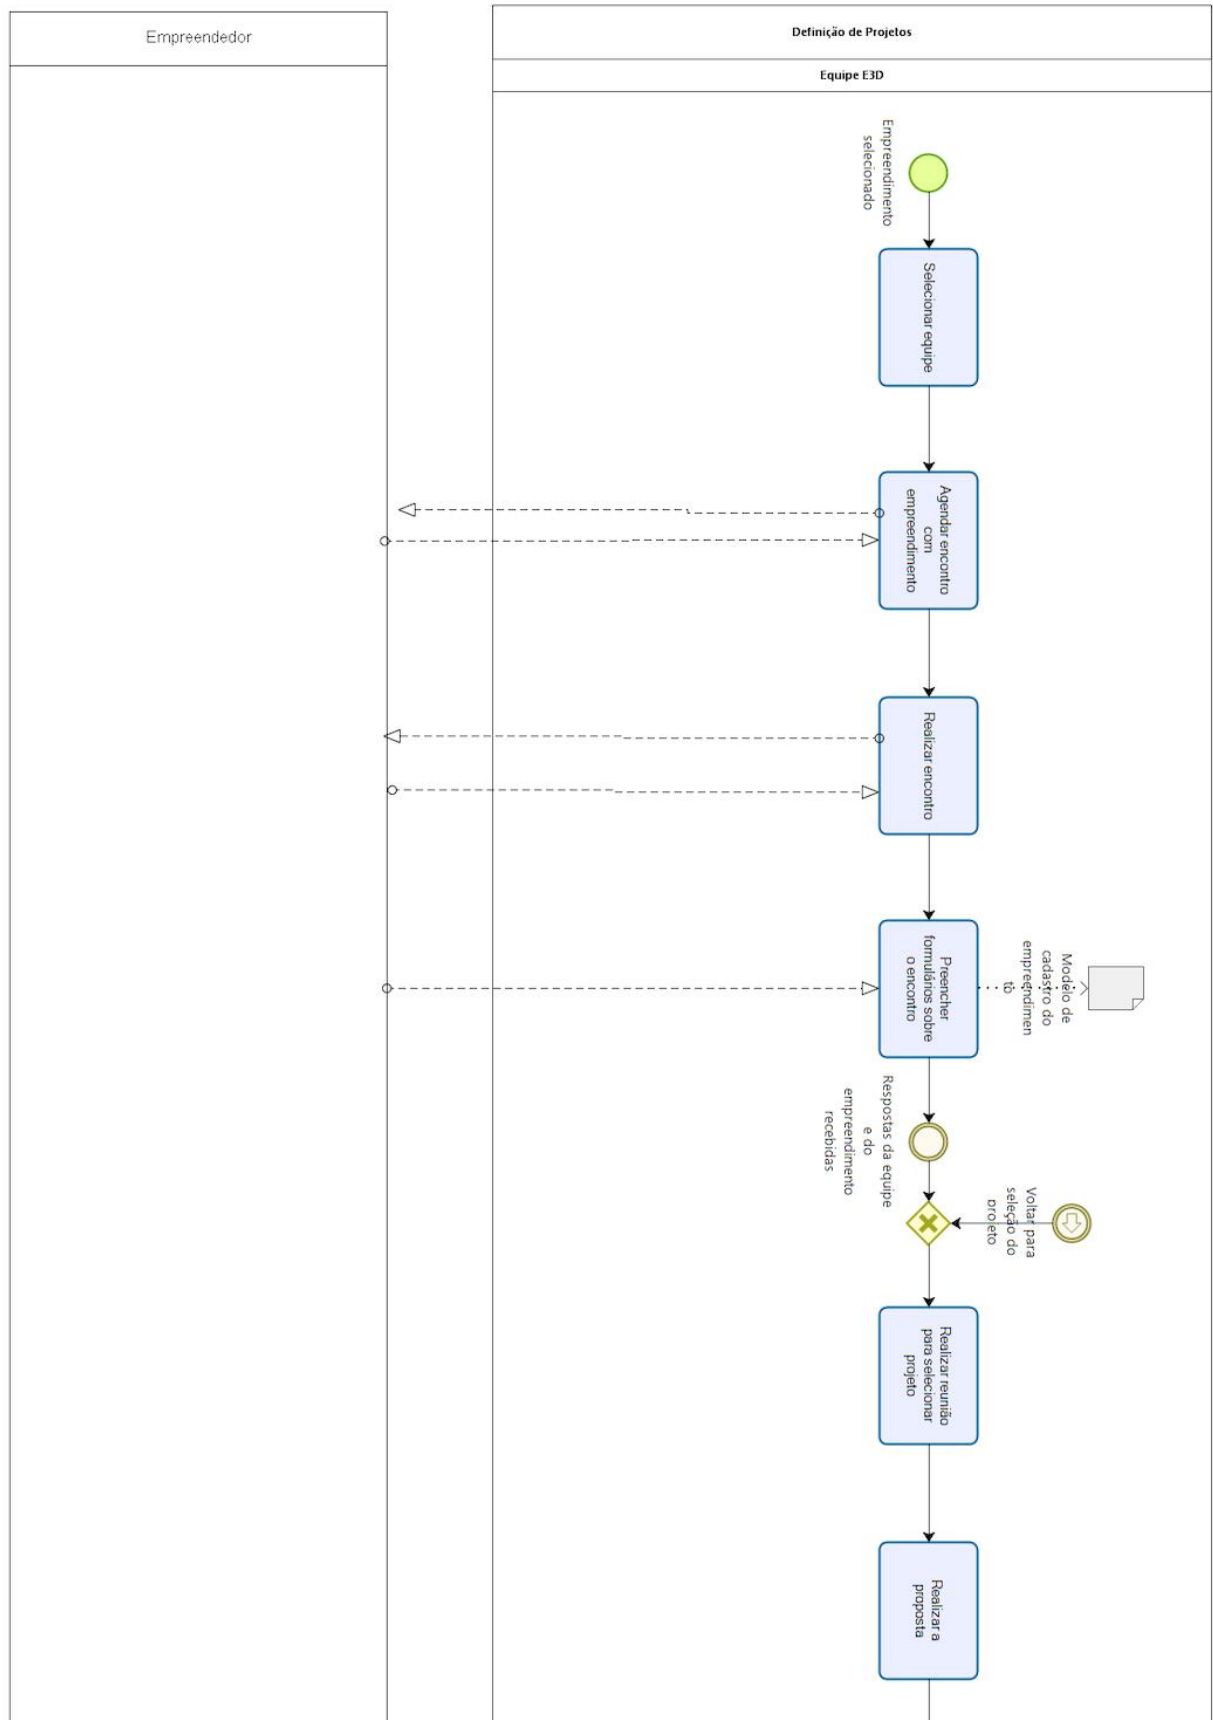 Empreendedor
Definição de Projetos
Equipe E3D
Empreendimento
selecionado
Selecionar equipe
Agendar encontro
com
empreendimento
Realizar encontro
Preencher
formulários sobre
o encontro
Modelo de
cadastro do
empreendimen
to
Respostas da equipe
e do
empreendimento
recebidas
Voltar para
seleção do
projeto
Realizar reunião
para selecionar
projeto
Realizar a
proposta